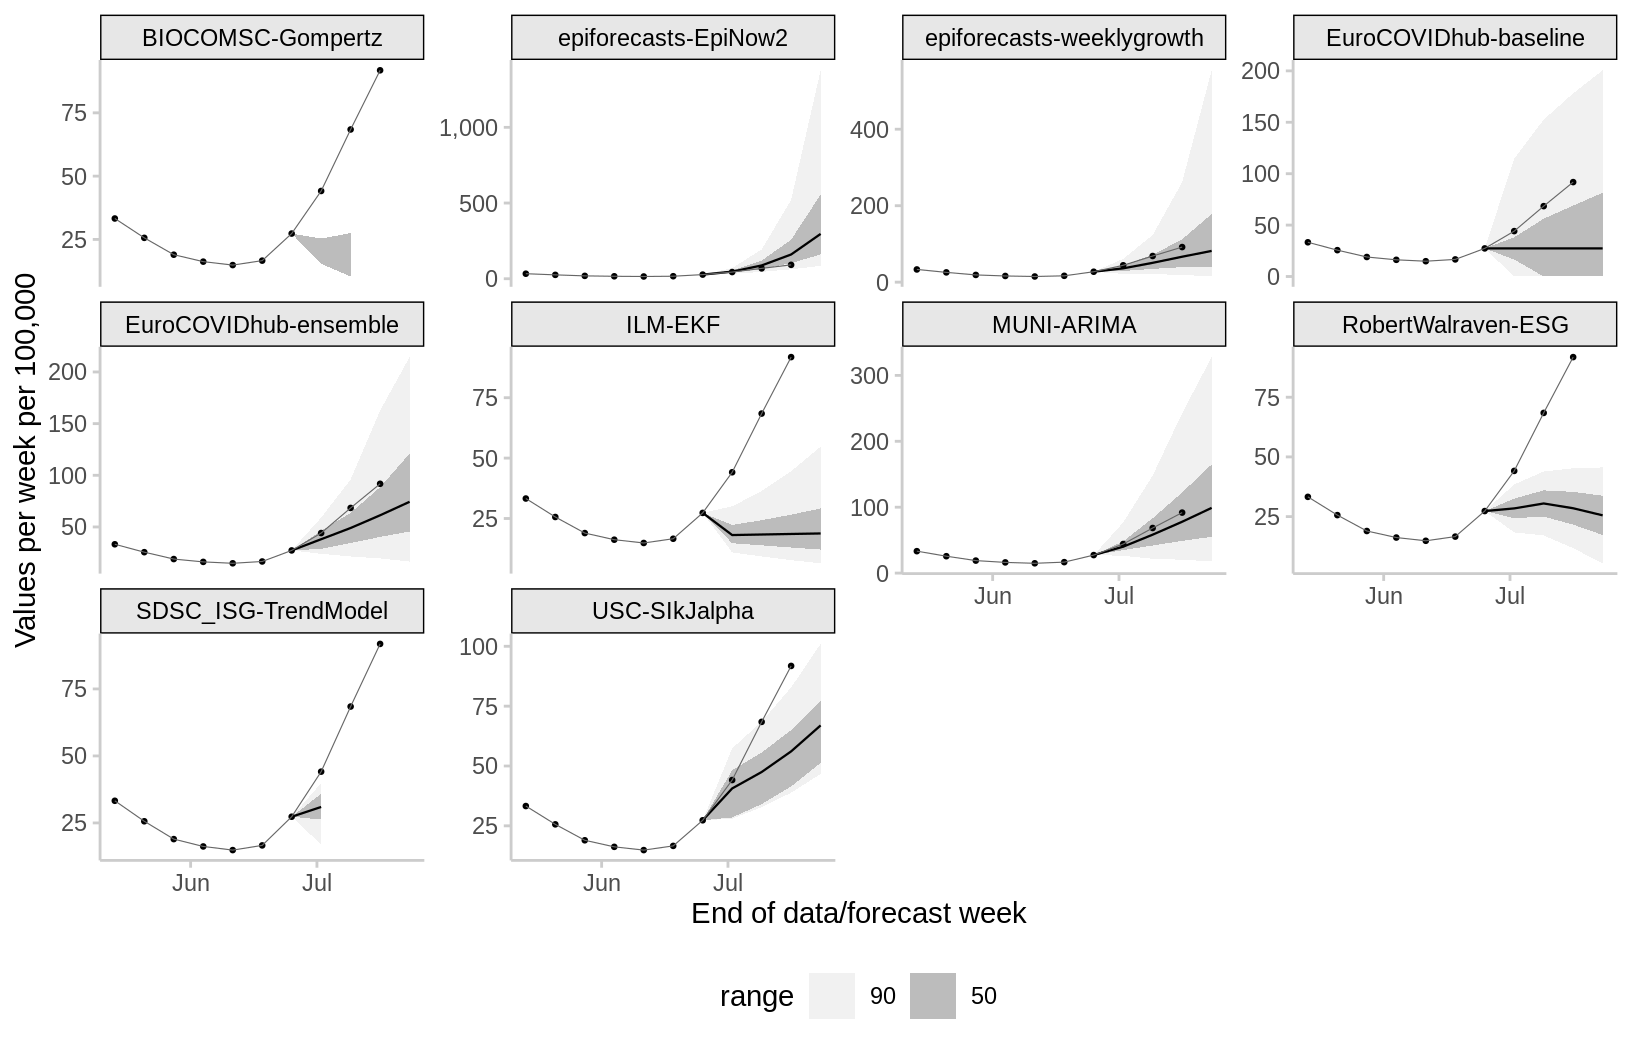 BIOCOMSC-Gompertz
epiforecasts-EpiNow2
epiforecasts-weeklygrowth
EuroCOVIDhub-baseline
75
50
25
1,000
500
0
400
200
0
200
150
100
50
0
Values per week per 100,000
EuroCOVIDhub-ensemble
ILM-EKF
MUNI-ARIMA
RobertWalraven-ESG
200
150
100
50
75
50
25
300
200
100
0
Jun
Jul
75
50
25
Jun
Jul
SDSC_ISG-TrendModel
USC-SIkJalpha
75
50
25
Jun
Jul
100
75
50
25
Jun
Jul
End of data/forecast week
range 90 50